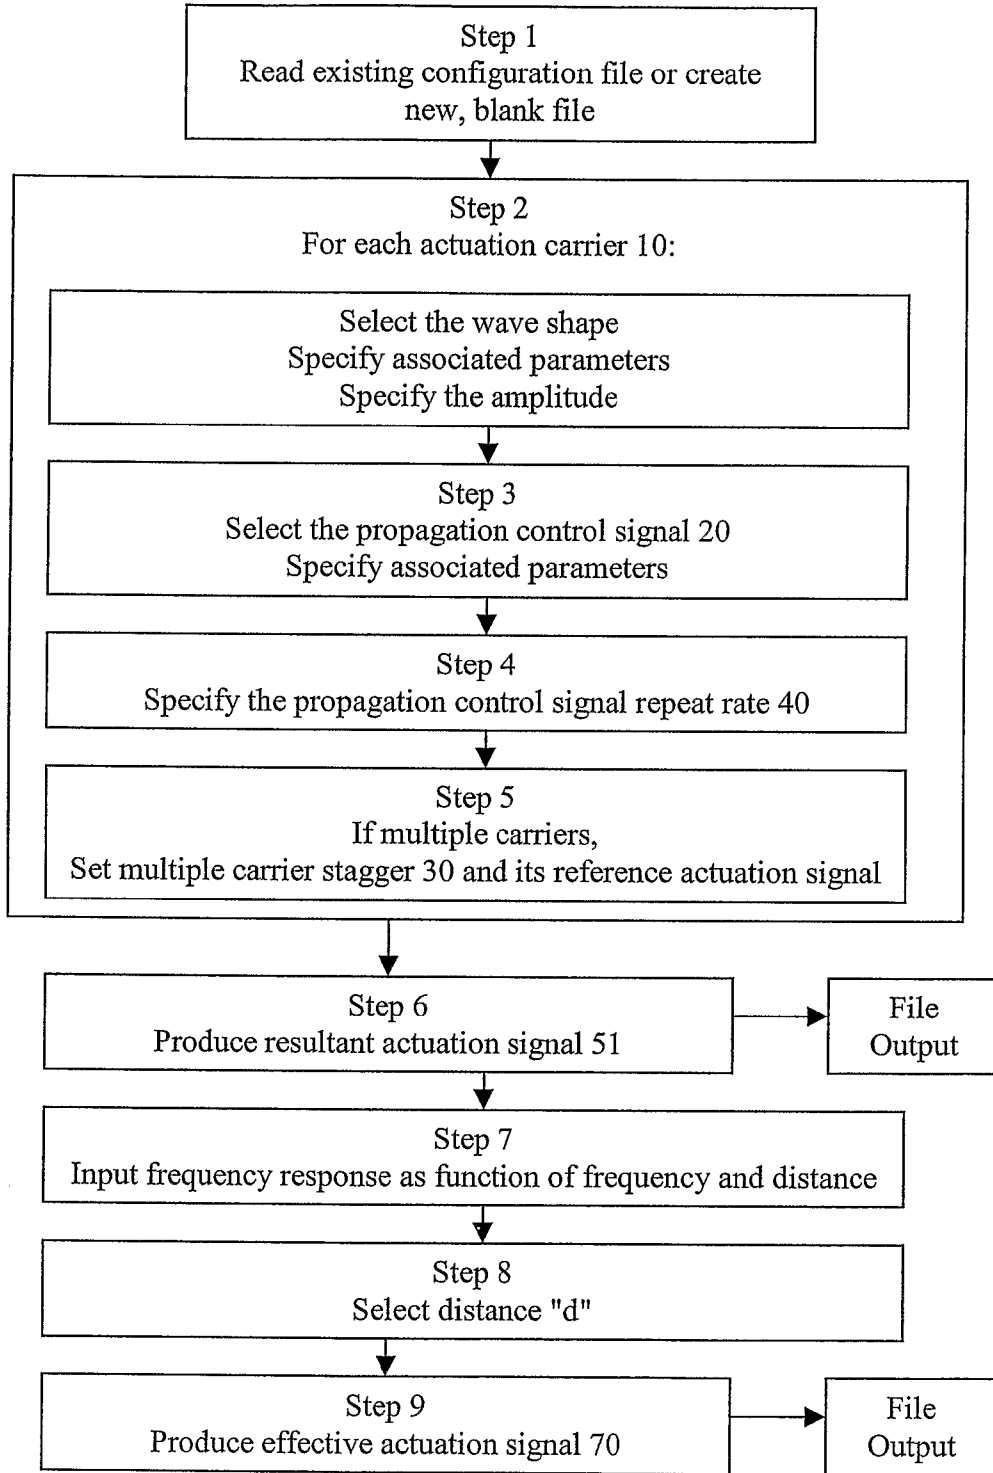 Step 1
Read existing configuration file or create
new, blank file
Step 2
For each actuation carrier 10:
Select the wave shape
Specify associated parameters
Specify the amplitude
Step 3
Select the propagation control signal 20
Specify associated parameters
Step 4
Specify the propagation control signal repeat rate 40
Step 5
If multiple carriers,
Set multiple carrier stagger 30 and its reference actuation signal
Step 6
Produce resultant actuation signal 51
File
Output
Step 7
Input frequency response as function of frequency and distance
Step 8
Select distance "d"
Step 9
Produce effective actuation signal 70
File
Output